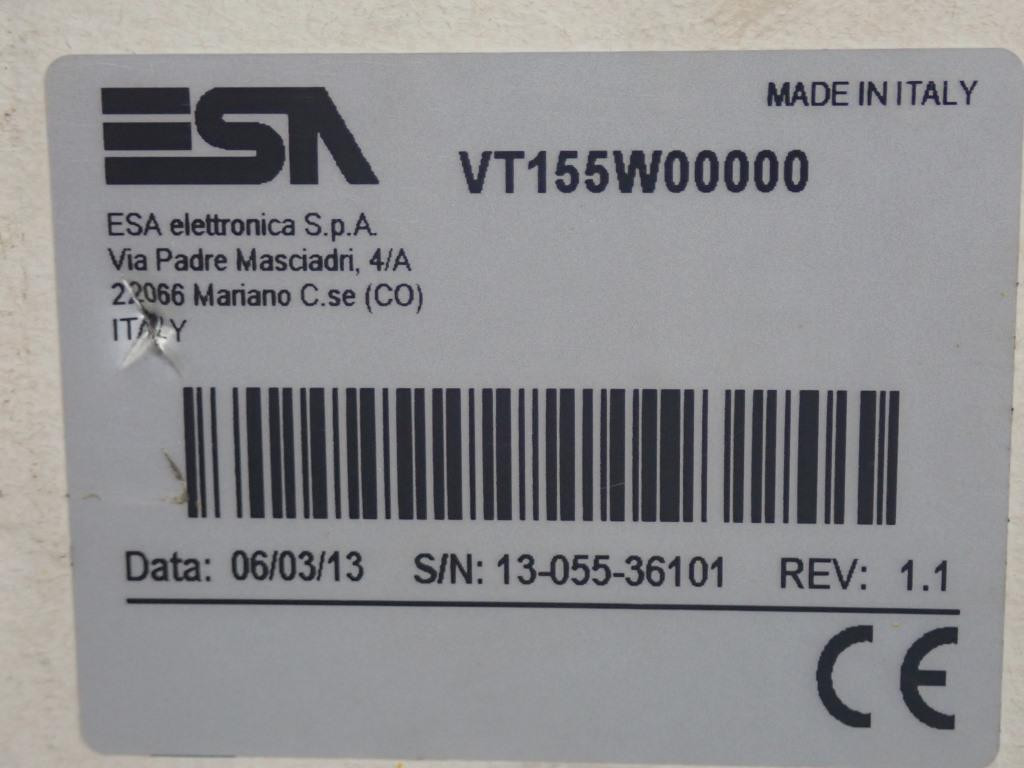 ESA
MADE IN ITALY
VT155W00000
ESA elettronica S.p.A.
Via Padre Masciadri, 4/A
22066 Mariano C.se (CO)
ITALY
Data: 06/03/13 S/N: 13-055-36101 REV: 1.1
CE